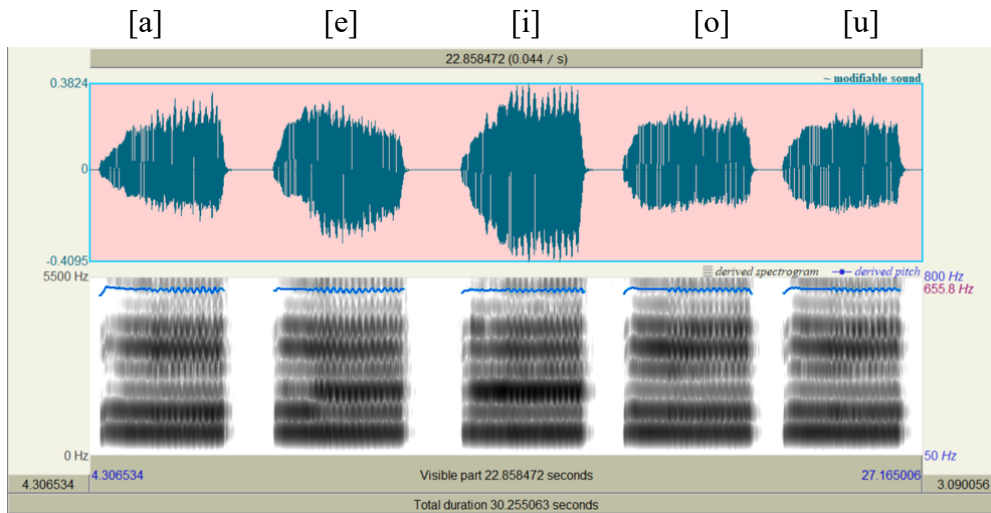 [a] [e] [i] [o] [u]
22.858472 (0.044 / s)
0.3824
~ modifiable sound
0
-0.4095
5500 Hz
derived spectrogram
derived pitch
800 Hz
655.8 Hz
0 Hz
50 Hz
4.306534
Visible part 22.858472 seconds
27.165006
4.306534
3.090056
Total duration 30.255063 seconds